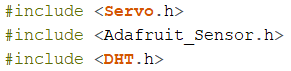 #include <Servo.h>
#include <Adafruit_Sensor.h>
#include <DHT.h>